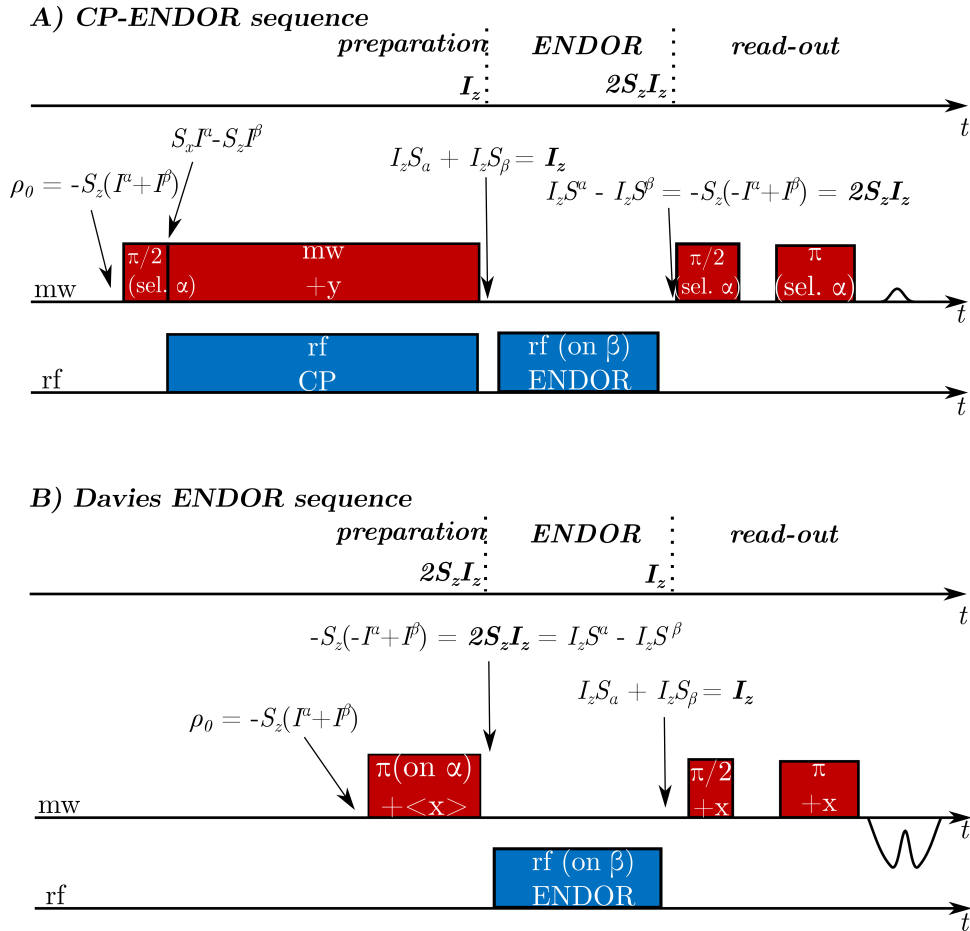 A) CP-ENDOR sequence
preparation ENDOR read-out
I_z 2S_zI_z
t
S_xI^α-S_zI^β
ρ_0 = -S_z(I^α+I^β)
I_zS_α + I_zS_β = I_z
I_zS^α - I_zS^β = -S_z(-I^α+I^β) = 2S_zI_z
π/2 mw π/2 π
(sel. α) +y (sel. α) (sel. α)
mw
t
rf rf (on β)
CP ENDOR
rf
t
B) Davies ENDOR sequence
preparation ENDOR read-out
2S_zI_z I_z
t
-S_z(-I^α+I^β) = 2S_zI_z = I_zS^α - I_zS^β
I_zS_α + I_zS_β = I_z
ρ_0 = -S_z(I^α+I^β)
π(on α) π/2 π
+<x> +x +x
mw
t
rf (on β)
ENDOR
rf
t